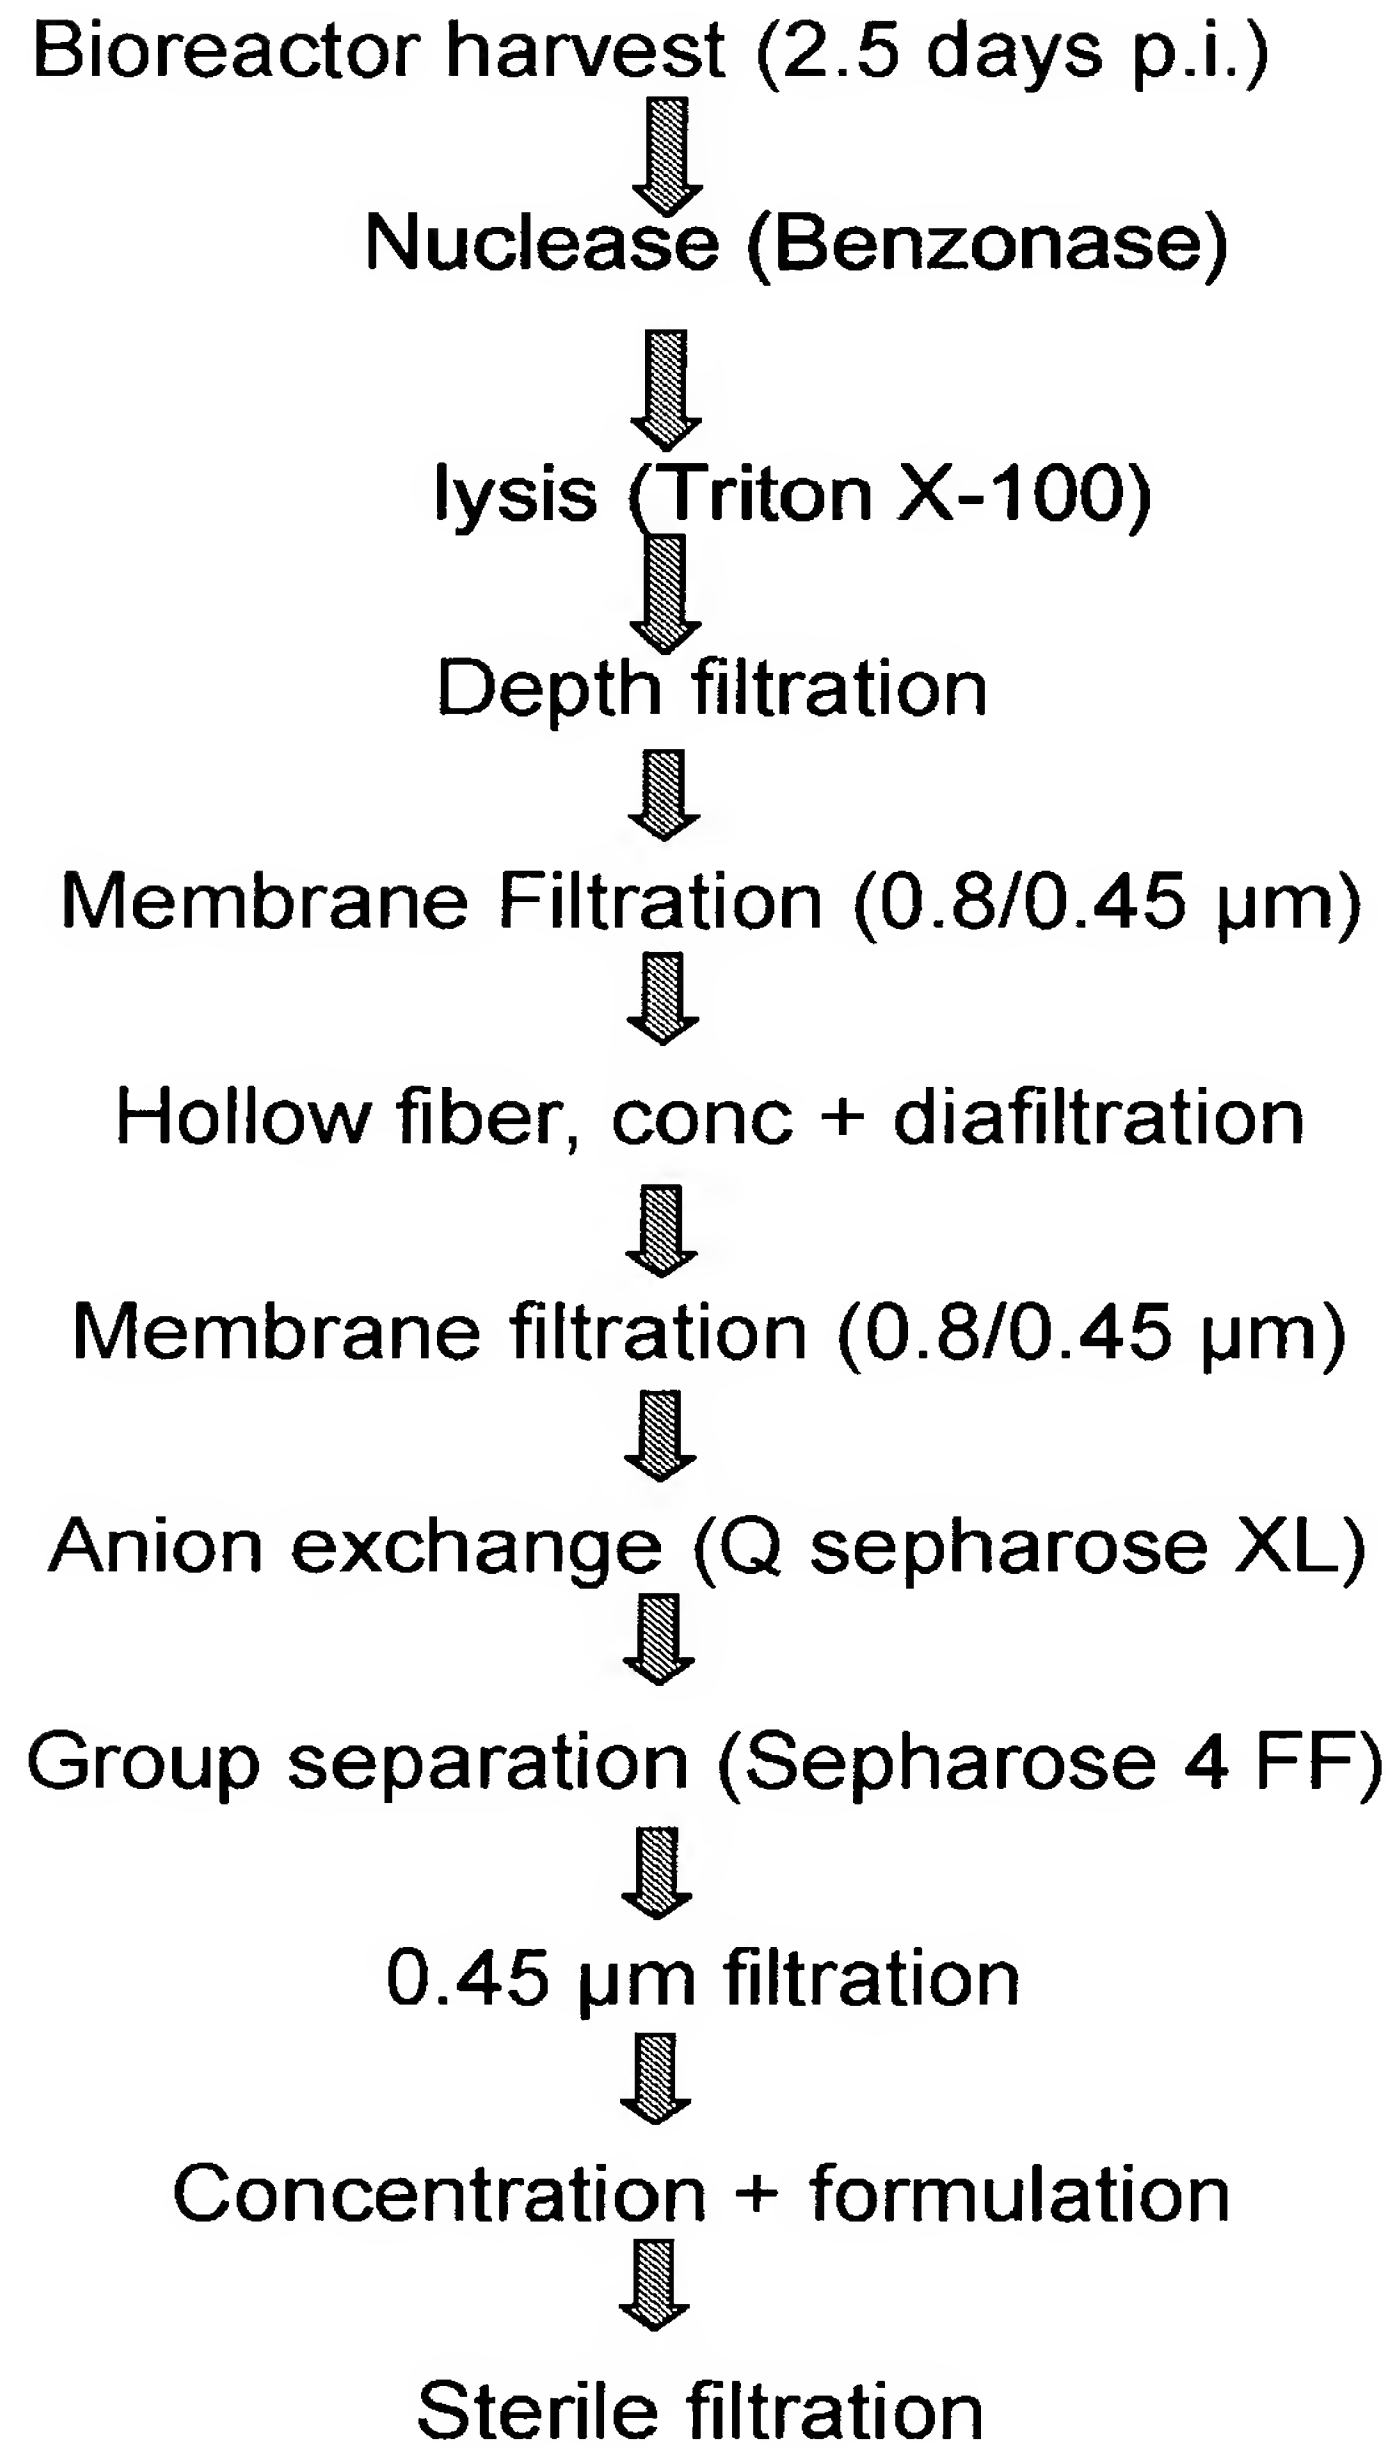 Bioreactor harvest (2.5 days p.i.)
Nuclease (Benzonase)
lysis (Triton X-100)
Depth filtration
Membrane Filtration (0.8/0.45 µm)
Hollow fiber, conc + diafiltration
Membrane filtration (0.8/0.45 µm)
Anion exchange (Q sepharose XL)
Group separation (Sepharose 4 FF)
0.45 µm filtration
Concentration + formulation
Sterile filtration